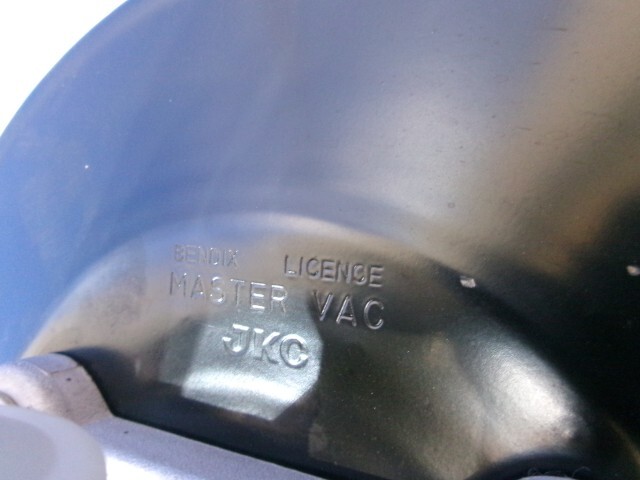 BENDIX LICENSE
MASTER VAC
JKC